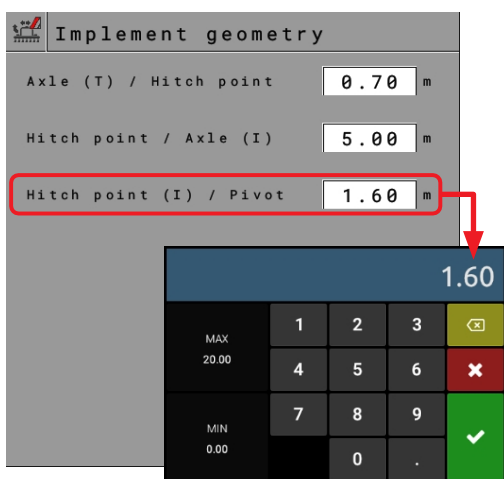 Implement geometry
Axle (T) / Hitch point 0.70 m
Hitch point / Axle (I) 5.00 m
Hitch point (I) / Pivot 1.60 m
1.60
MAX
20.00
1 2 3
4 5 6
MIN
0.00
7 8 9
0 .